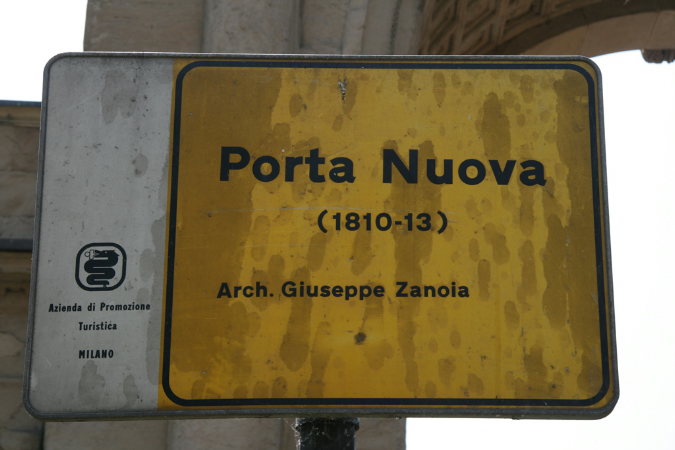 Porta Nuova
(1810-13)
Arch. Giuseppe Zanoia
Azienda di Promozione
Turistica
MILANO